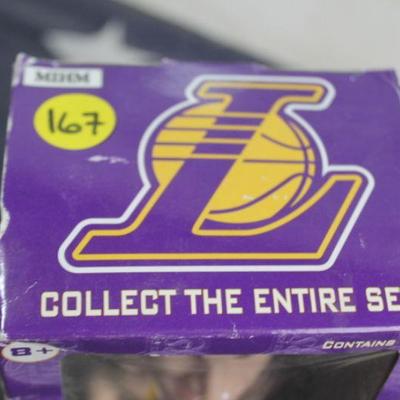 MIHM
167
L
COLLECT THE ENTIRE SE
8+
CONTAINS